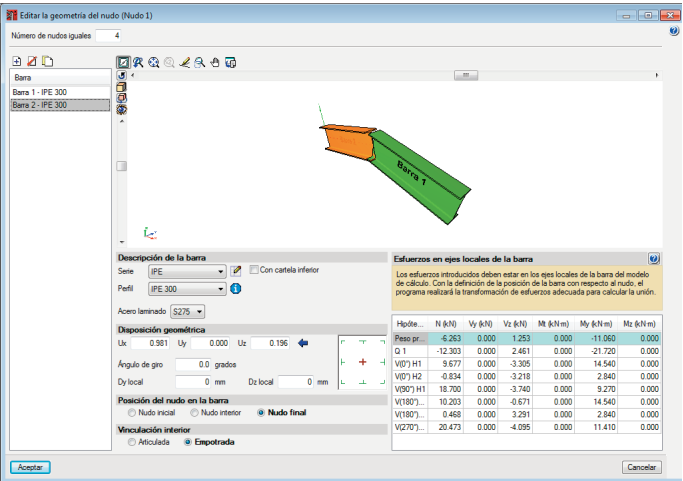 Editar la geometría del nudo (Nudo 1)
Número de nudos iguales 4
Barra
Barra 1 - IPE 300
Barra 2 - IPE 300
Barra 1
Descripción de la barra
Serie IPE Con cartela inferior
Perfil IPE 300
Acero laminado S275
Disposición geométrica
Ux 0.981 Uy 0.000 Uz 0.196
Ángulo de giro 0.0 grados
Dy local 0 mm Dz local 0 mm
Posición del nudo en la barra
Nudo inicial Nudo interior Nudo final
Vinculación interior
Articulada Empotrada
Esfuerzos en ejes locales de la barra
Los esfuerzos introducidos deben estar en los ejes locales de la barra del modelo
de cálculo. Con la definición de la posición de la barra con respecto al nudo, el
programa realizará la transformación de esfuerzos adecuada para calcular la unión.
Hipóte... N (kN) Vy (kN) Vz (kN) Mt (kN·m) My (kN·m) Mz (kN·m)
Peso pr... -6.263 0.000 1.253 0.000 -11.060 0.000
Q 1 -12.303 0.000 2.461 0.000 -21.720 0.000
V(0°) H1 9.677 0.000 -3.305 0.000 14.540 0.000
V(0°) H2 -0.834 0.000 -3.218 0.000 2.840 0.000
V(90°) H1 18.700 0.000 -3.740 0.000 9.270 0.000
V(180°)... 10.203 0.000 -0.671 0.000 14.540 0.000
V(180°)... 0.468 0.000 3.291 0.000 2.840 0.000
V(270°)... 20.473 0.000 -4.095 0.000 11.410 0.000
Aceptar Cancelar